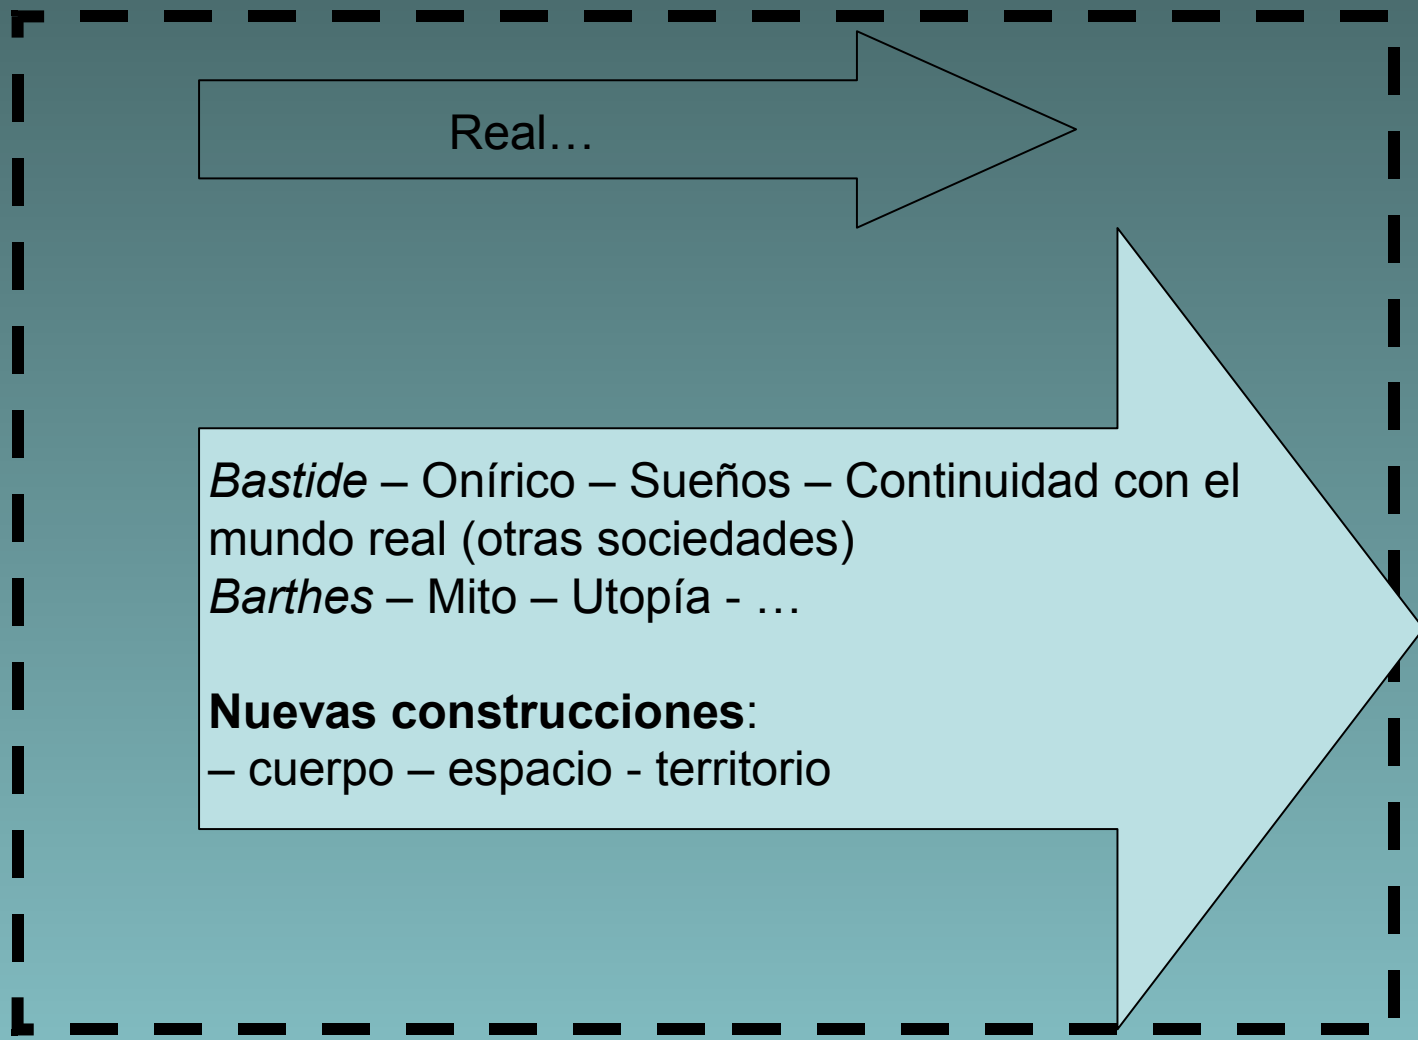 Real…
Bastide – Onírico – Sueños – Continuidad con el
mundo real (otras sociedades)
Barthes – Mito – Utopía - …
Nuevas construcciones:
– cuerpo – espacio - territorio